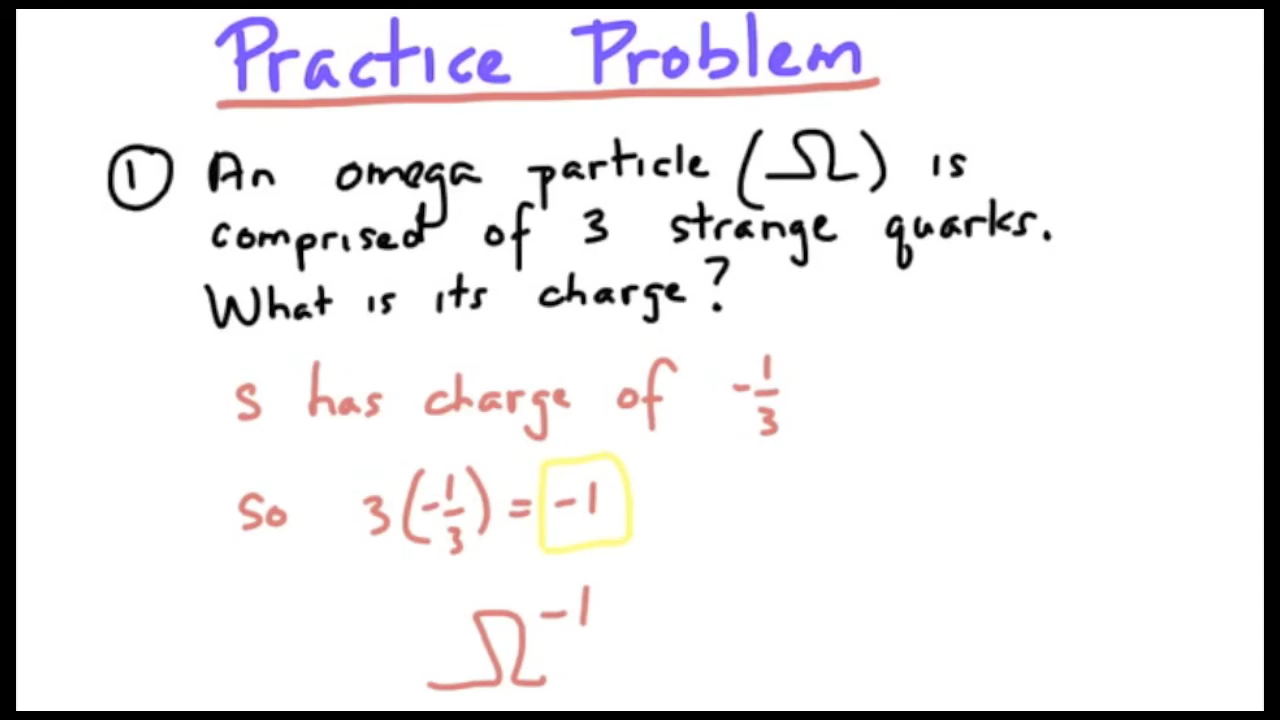 Practice Problem
① An omega particle (Ω) is
comprised of 3 strange quarks.
What is its charge?
s has charge of -1/3
so 3(-1/3) = -1
Ω⁻¹